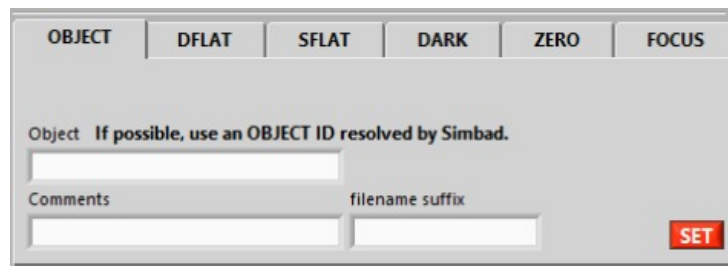 OBJECT DFLAT SFLAT DARK ZERO FOCUS
Object If possible, use an OBJECT ID resolved by Simbad.
Comments filename suffix
SET